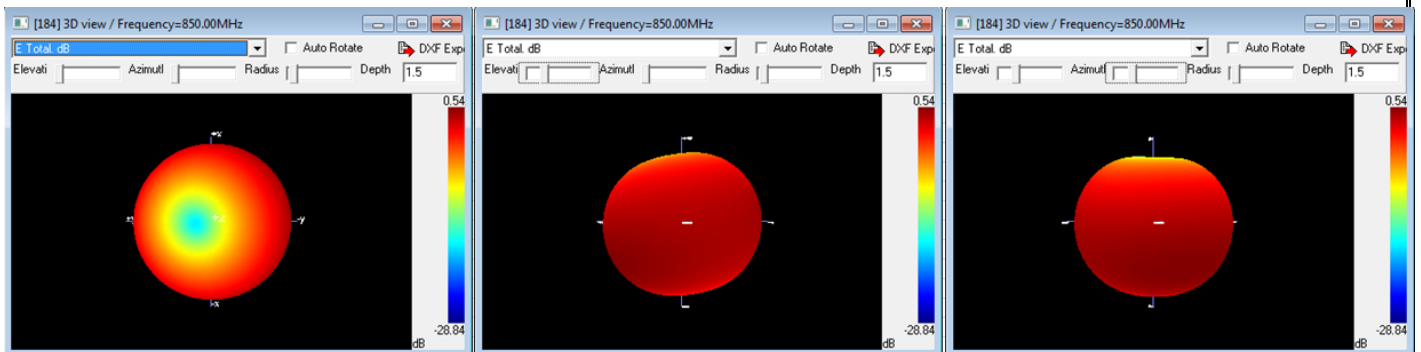 [184] 3D view / Frequency=850.00MHz
E Total. dB
Auto Rotate
DXF Exp
Elevati
Azimutl
Radius
Depth
1.5
0.54
+X
-y
-x
-28.84
dB
[184] 3D view / Frequency=850.00MHz
E Total. dB
Auto Rotate
DXF Expo
Elevati
Azimutl
Radius
Depth
1.5
0.54
-28.84
dB
[184] 3D view / Frequency=850.00MHz
E Total. dB
Auto Rotate
DXF Expo
Elevati
Azimutl
Radius
Depth
1.5
0.54
-28.84
dB